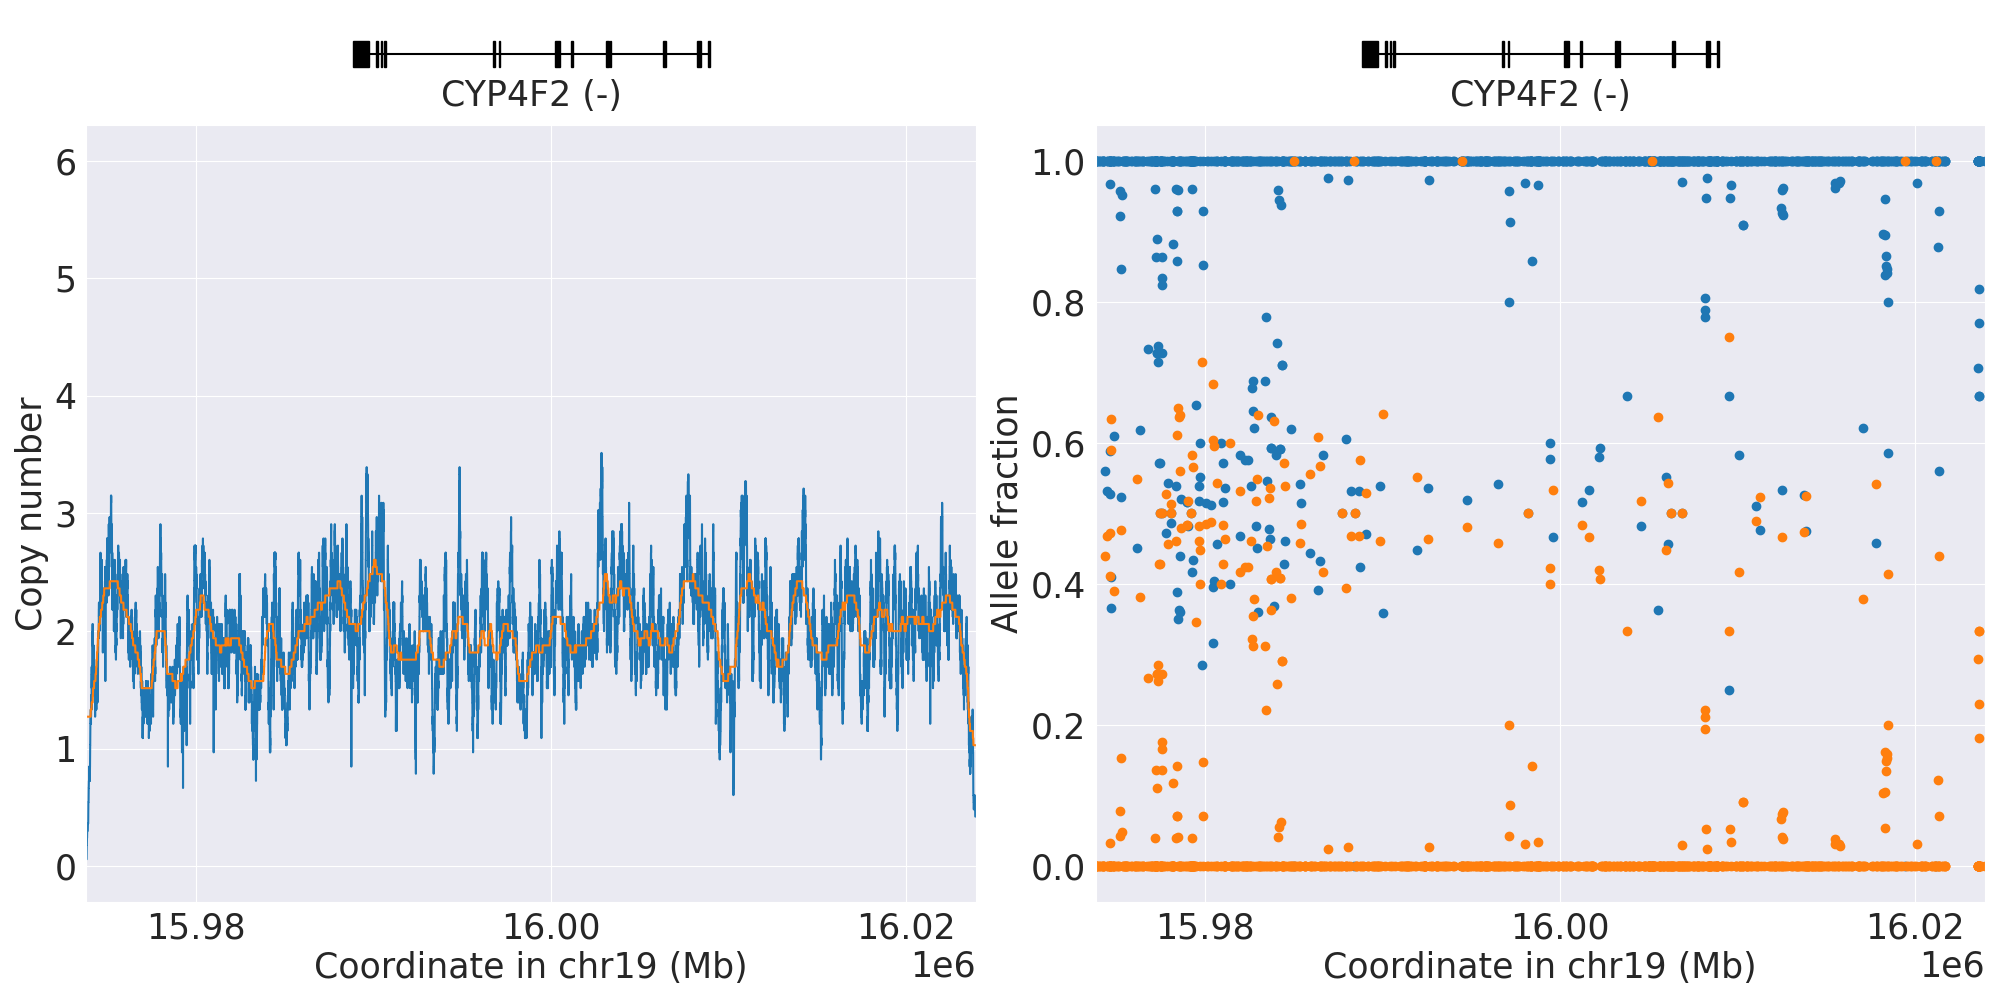 CYP4F2 (-)
6
5
4
3
2
1
0
Copy number
15.98
16.00
16.02
Coordinate in chr19 (Mb)
1e6
CYP4F2 (-)
1.0
0.8
0.6
0.4
0.2
0.0
Allele fraction
15.98
16.00
16.02
Coordinate in chr19 (Mb)
1e6